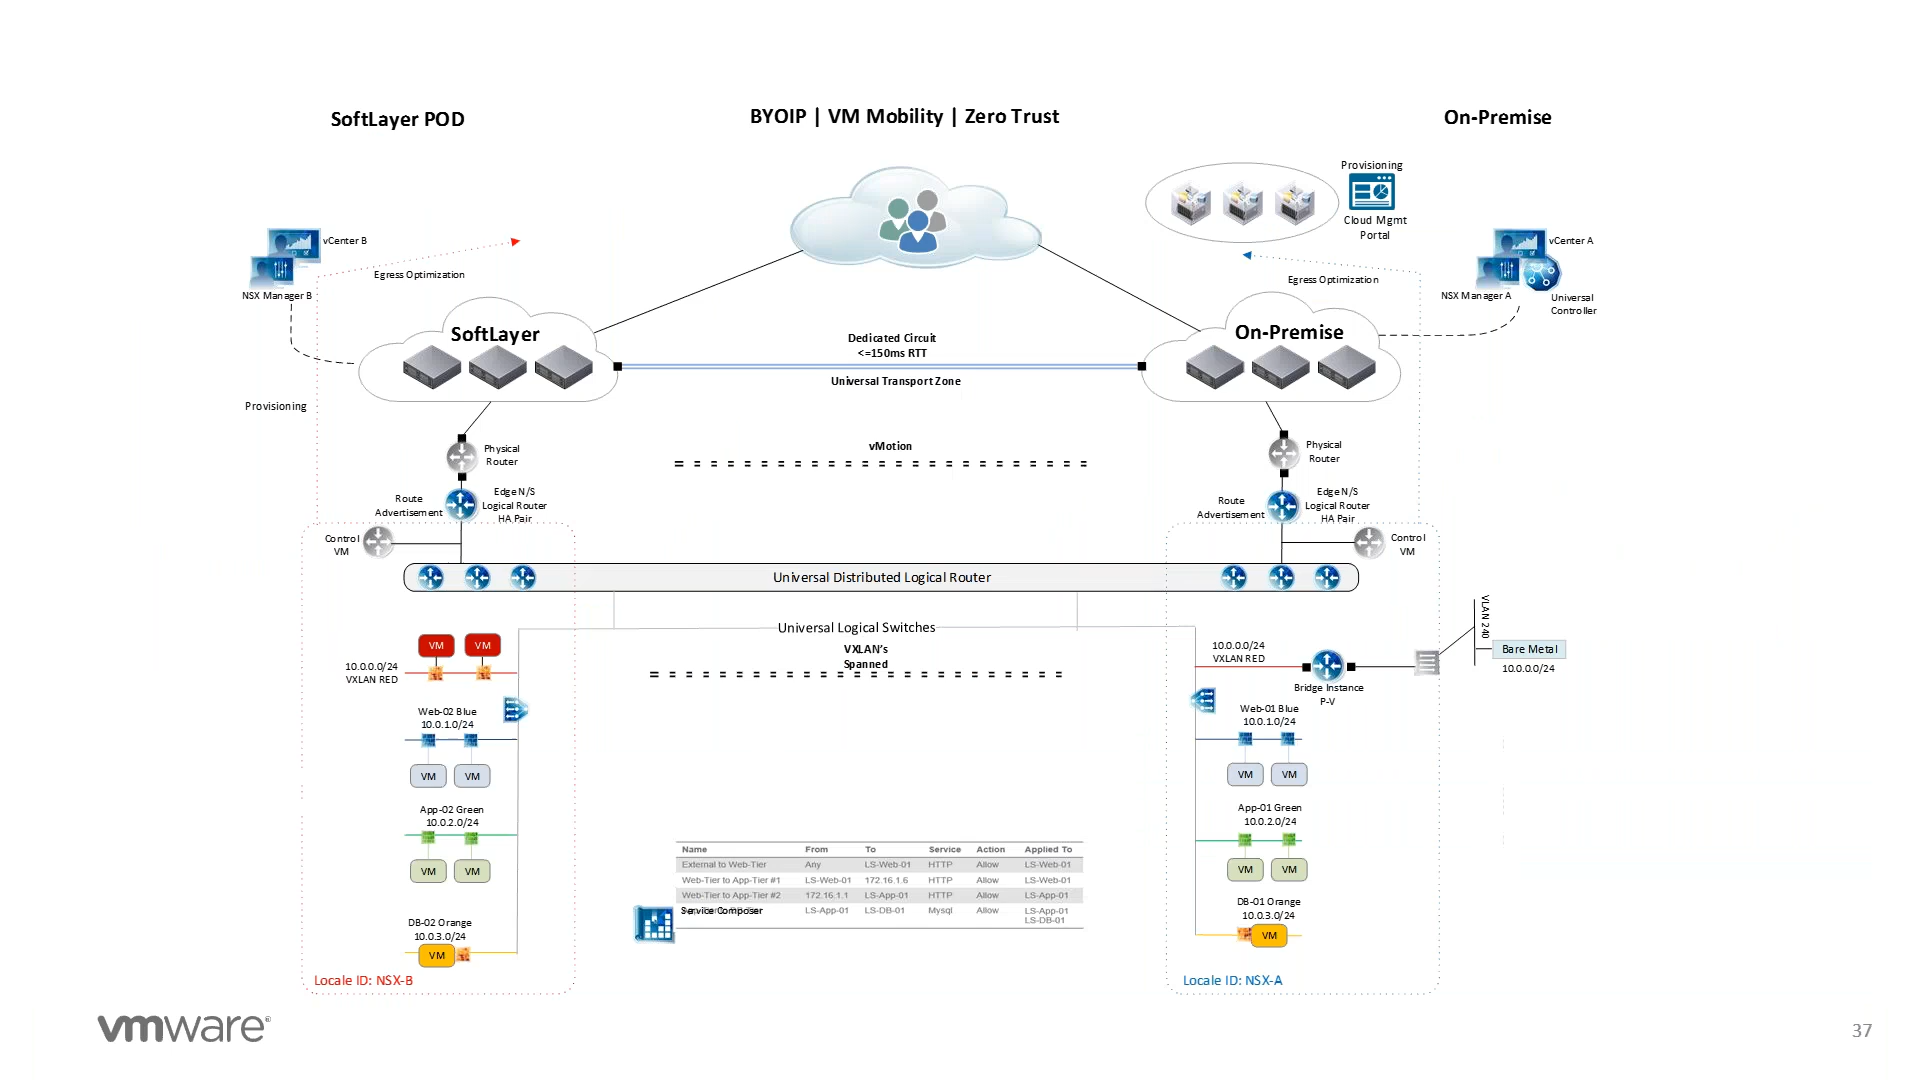 SoftLayer POD
BYOIP | VM Mobility | Zero Trust
On-Premise
Provisioning
Cloud Mgmt
Portal
vCenter B
NSX Manager B
Egress Optimization
vCenter A
NSX Manager A
Universal
Controller
Egress Optimization
SoftLayer
On-Premise
Dedicated Circuit
<=150ms RTT
Universal Transport Zone
Provisioning
vMotion
Physical
Router
Physical
Router
Route
Advertisement
Edge N/S
Logical Router
HA Pair
Route
Advertisement
Edge N/S
Logical Router
HA Pair
Control
VM
Control
VM
Universal Distributed Logical Router
Universal Logical Switches
VXLAN's
Spanned
VM
VM
10.0.0.0/24
VXLAN RED
Web-02 Blue
10.0.1.0/24
VM
VM
App-02 Green
10.0.2.0/24
VM
VM
DB-02 Orange
10.0.3.0/24
VM
Locale ID: NSX-B
10.0.0.0/24
VXLAN RED
Bridge Instance
P-V
VLAN 240
Bare Metal
10.0.0.0/24
Web-01 Blue
10.0.1.0/24
VM
VM
App-01 Green
10.0.2.0/24
VM
VM
DB-01 Orange
10.0.3.0/24
VM
Locale ID: NSX-A
Name From To Service Action Applied To
External to Web-Tier Any LS-Web-01 HTTP Allow LS-Web-01
Web-Tier to App-Tier #1 LS-Web-01 172.16.1.6 HTTP Allow LS-Web-01
Web-Tier to App-Tier #2 172.16.1.1 LS-App-01 HTTP Allow LS-App-01
LS-App-01 LS-DB-01 Mysql Allow LS-App-01
LS-DB-01
Service Composer
vmware®
37